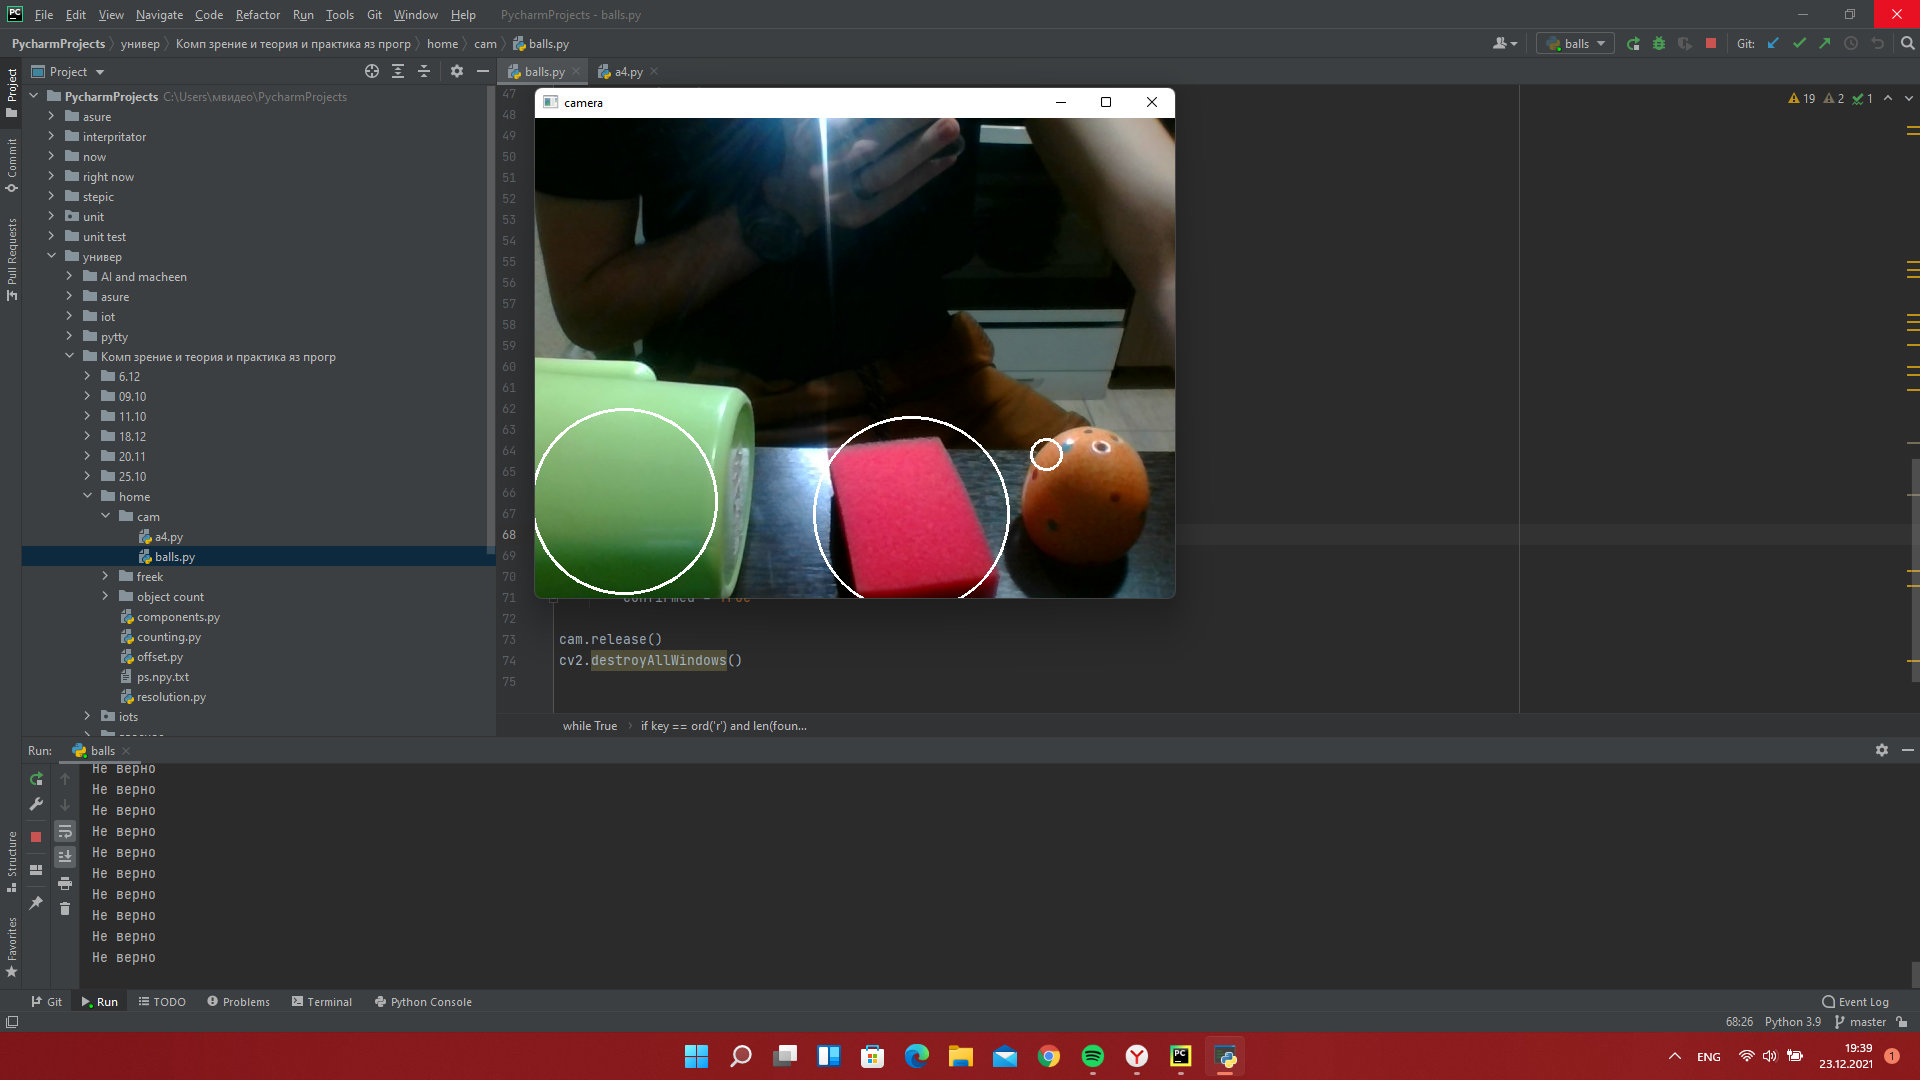 File Edit View Navigate Code Refactor Run Tools Git Window Help PycharmProjects - balls.py
PycharmProjects универ Комп зрение и теория и практика яз прогр home cam balls.py balls Git:
Project balls.py a4.py
PycharmProjects C:\Users\мвидео\PycharmProjects
asure
interpritator
now
right now
stepic
unit
unit test
универ
AI and macheen
asure
iot
pytty
Комп зрение и теория и практика яз прогр
6.12
09.10
11.10
18.12
20.11
25.10
home
cam
a4.py
balls.py
freek
object count
components.py
counting.py
offset.py
ps.npy.txt
resolution.py
iots
Project
Commit
Pull Requests
Structure
Favorites
camera
19 2 1
47
48
49
50
51
52
53
54
55
56
57
58
59
60
61
62
63
64
65
66
67
68
69
70
71 confirmed = True
72
73 cam.release()
74 cv2.destroyAllWindows()
75
while True if key == ord('r') and len(foun...
Run: balls
Не верно
Не верно
Не верно
Не верно
Не верно
Не верно
Не верно
Не верно
Не верно
Не верно
Git Run TODO Problems Terminal Python Console Event Log
68:26 Python 3.9 master
ENG 19:39
23.12.2021
1